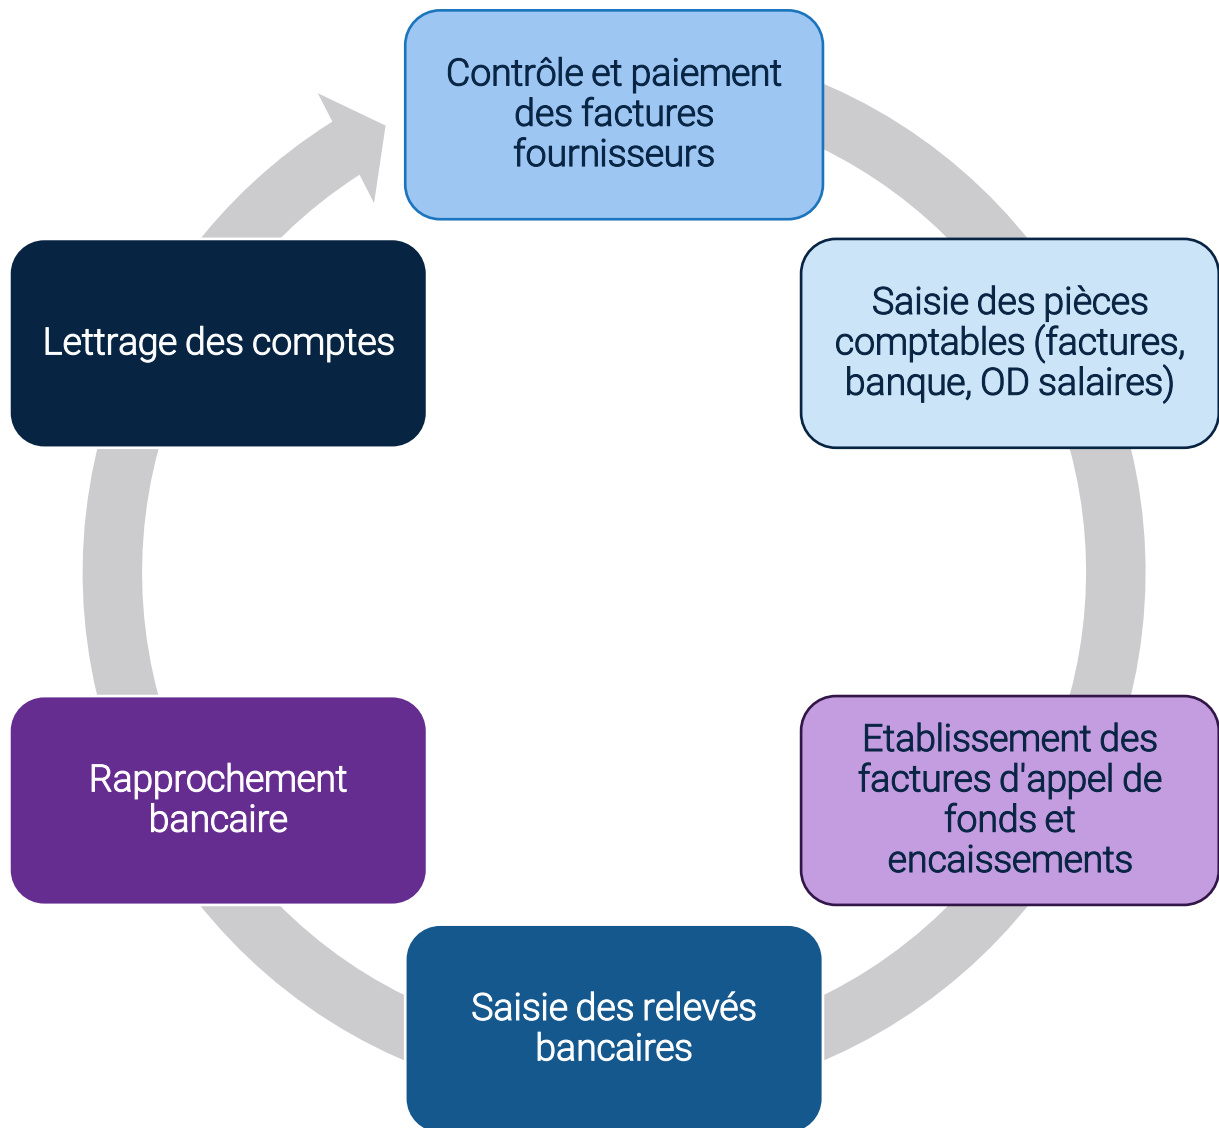 Contrôle et paiement
des factures
fournisseurs
Saisie des pièces
comptables (factures,
banque, OD salaires)
Etablissement des
factures d'appel de
fonds et
encaissements
Saisie des relevés
bancaires
Rapprochement
bancaire
Lettrage des comptes